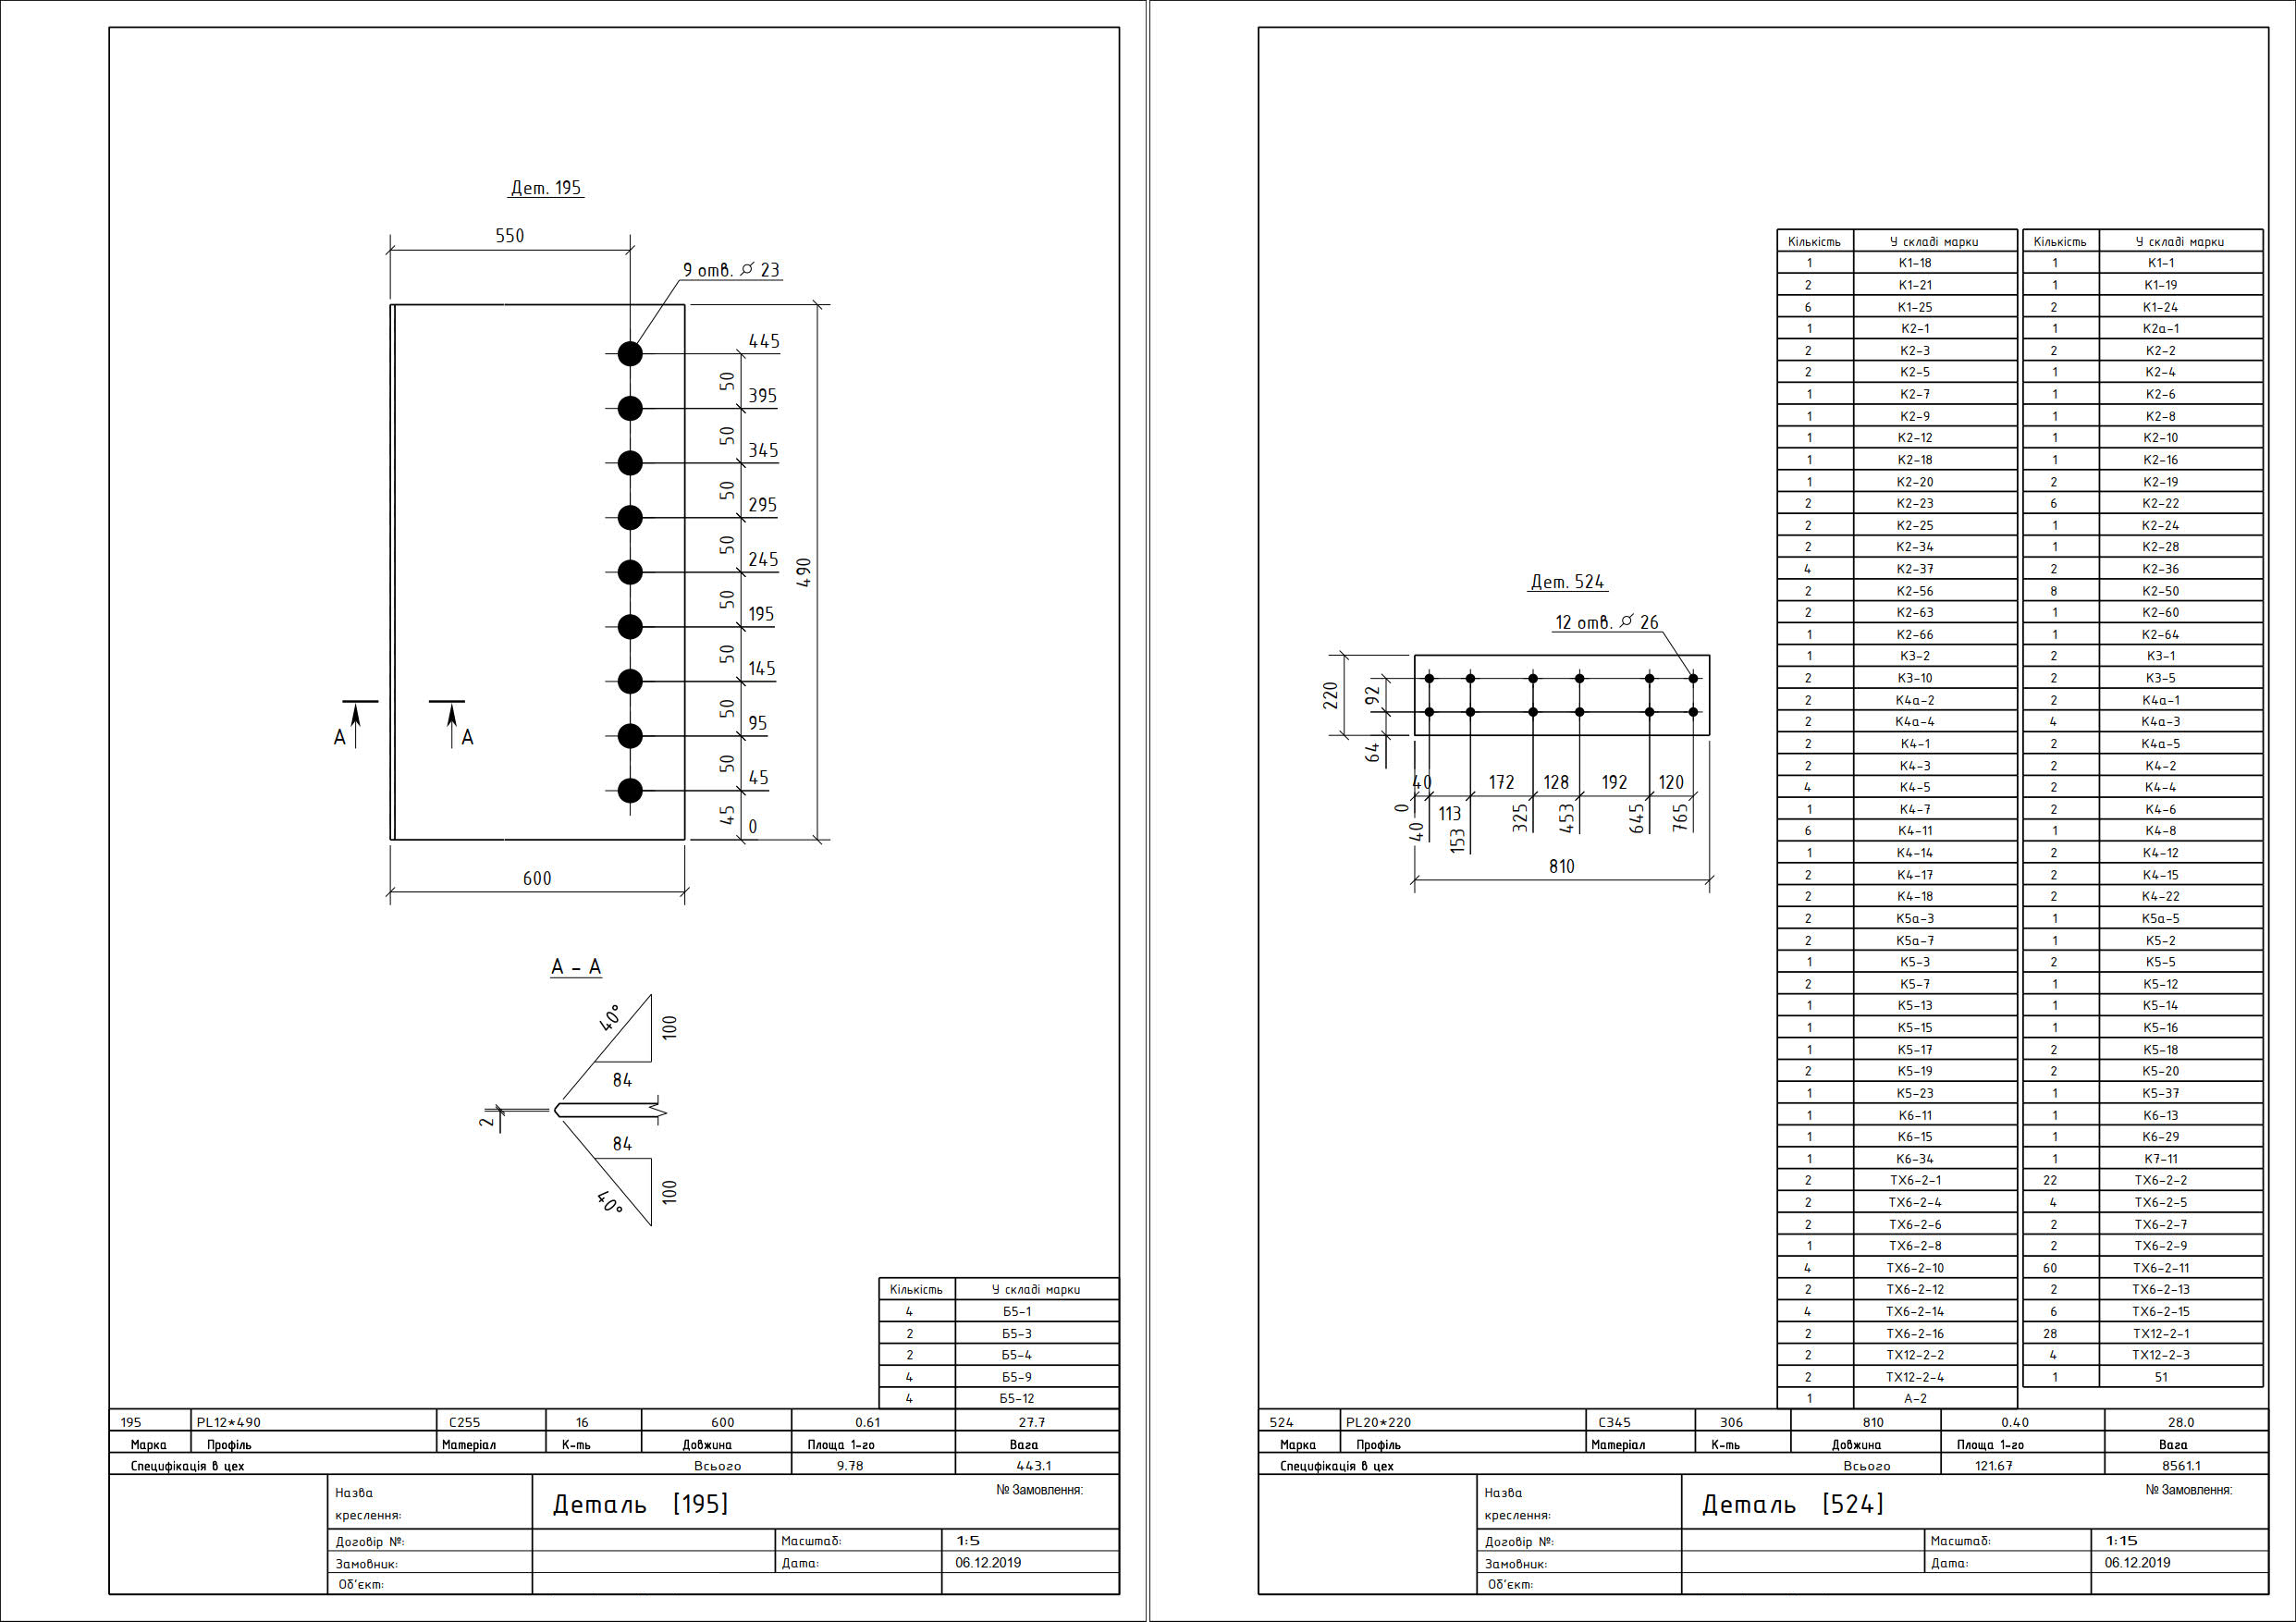 Дет. 195
550
9 отв. ⌀ 23
445
50
395
50
345
50
295
50
245
490
50
195
50
145
50
95
50
45
45
0
А
А
600
А - А
40°
100
84
2
84
40°
100
Кількість У складі марки
4 Б5-1
2 Б5-3
2 Б5-4
4 Б5-9
4 Б5-12
195 PL12*490 С255 16 600 0.61 27.7
Марка Профіль Матеріал К-ть Довжина Площа 1-го Вага
Специфікація в цех Всього 9.78 443.1
Назва
креслення:
Деталь [195]
№ Замовлення:
Договір №: Масштаб: 1:5
Замовник: Дата: 06.12.2019
Об'єкт:
Дет. 524
12 отв. ⌀ 26
220
92
64
40 172 128 192 120
113
0 40 153 325 453 645 765
810
Кількість У складі марки Кількість У складі марки
1 К1-18 1 К1-1
2 К1-21 1 К1-19
6 К1-25 2 К1-24
1 К2-1 1 К2а-1
2 К2-3 2 К2-2
2 К2-5 1 К2-4
1 К2-7 1 К2-6
1 К2-9 1 К2-8
1 К2-12 1 К2-10
1 К2-18 1 К2-16
1 К2-20 2 К2-19
2 К2-23 6 К2-22
2 К2-25 1 К2-24
2 К2-34 1 К2-28
4 К2-37 2 К2-36
2 К2-56 8 К2-50
2 К2-63 1 К2-60
1 К2-66 1 К2-64
1 К3-2 2 К3-1
2 К3-10 2 К3-5
2 К4а-2 2 К4а-1
2 К4а-4 4 К4а-3
2 К4-1 2 К4а-5
2 К4-3 2 К4-2
4 К4-5 2 К4-4
1 К4-7 2 К4-6
6 К4-11 1 К4-8
1 К4-14 2 К4-12
2 К4-17 2 К4-15
2 К4-18 2 К4-22
2 К5а-3 1 К5а-5
2 К5а-7 1 К5-2
1 К5-3 2 К5-5
2 К5-7 1 К5-12
1 К5-13 1 К5-14
1 К5-15 1 К5-16
1 К5-17 2 К5-18
2 К5-19 2 К5-20
1 К5-23 1 К5-37
1 К6-11 1 К6-13
1 К6-15 1 К6-29
1 К6-34 1 К7-11
2 ТХ6-2-1 22 ТХ6-2-2
2 ТХ6-2-4 4 ТХ6-2-5
2 ТХ6-2-6 2 ТХ6-2-7
1 ТХ6-2-8 2 ТХ6-2-9
4 ТХ6-2-10 60 ТХ6-2-11
2 ТХ6-2-12 2 ТХ6-2-13
4 ТХ6-2-14 6 ТХ6-2-15
2 ТХ6-2-16 28 ТХ12-2-1
2 ТХ12-2-2 4 ТХ12-2-3
2 ТХ12-2-4 1 51
1 А-2
524 PL20*220 С345 306 810 0.40 28.0
Марка Профіль Матеріал К-ть Довжина Площа 1-го Вага
Специфікація в цех Всього 121.67 8561.1
Назва
креслення:
Деталь [524]
№ Замовлення:
Договір №: Масштаб: 1:15
Замовник: Дата: 06.12.2019
Об'єкт: